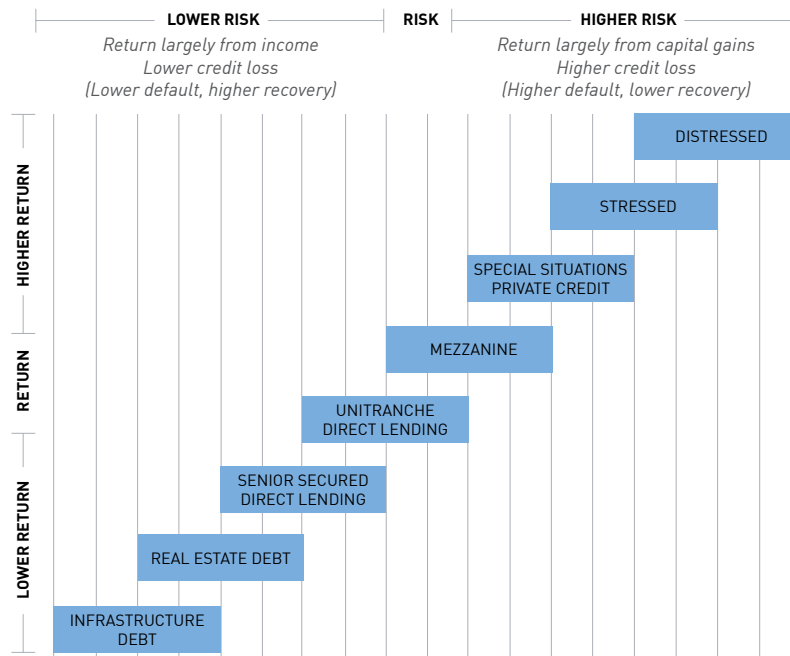 LOWER RISK
RISK
HIGHER RISK
Return largely from income
Lower credit loss
(Lower default, higher recovery)
Return largely from capital gains
Higher credit loss
(Higher default, lower recovery)
HIGHER RETURN
RETURN
LOWER RETURN
DISTRESSED
STRESSED
SPECIAL SITUATIONS
PRIVATE CREDIT
MEZZANINE
UNITRANCHE
DIRECT LENDING
SENIOR SECURED
DIRECT LENDING
REAL ESTATE DEBT
INFRASTRUCTURE
DEBT